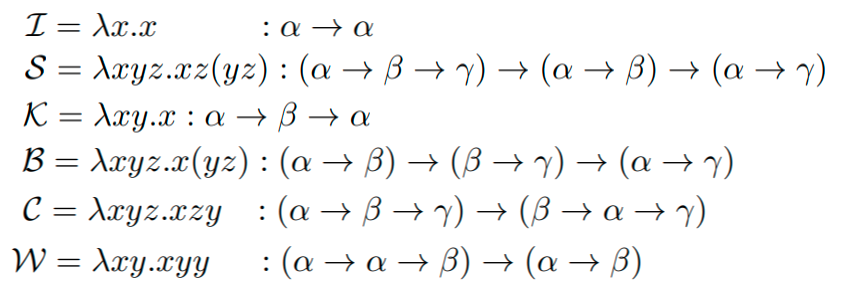 ℐ = λx.x : α → α
𝒮 = λxyz.xz(yz) : (α → β → γ) → (α → β) → (α → γ)
𝒦 = λxy.x : α → β → α
ℬ = λxyz.x(yz) : (α → β) → (β → γ) → (α → γ)
𝒞 = λxyz.xzy : (α → β → γ) → (β → α → γ)
𝒲 = λxy.xyy : (α → α → β) → (α → β)